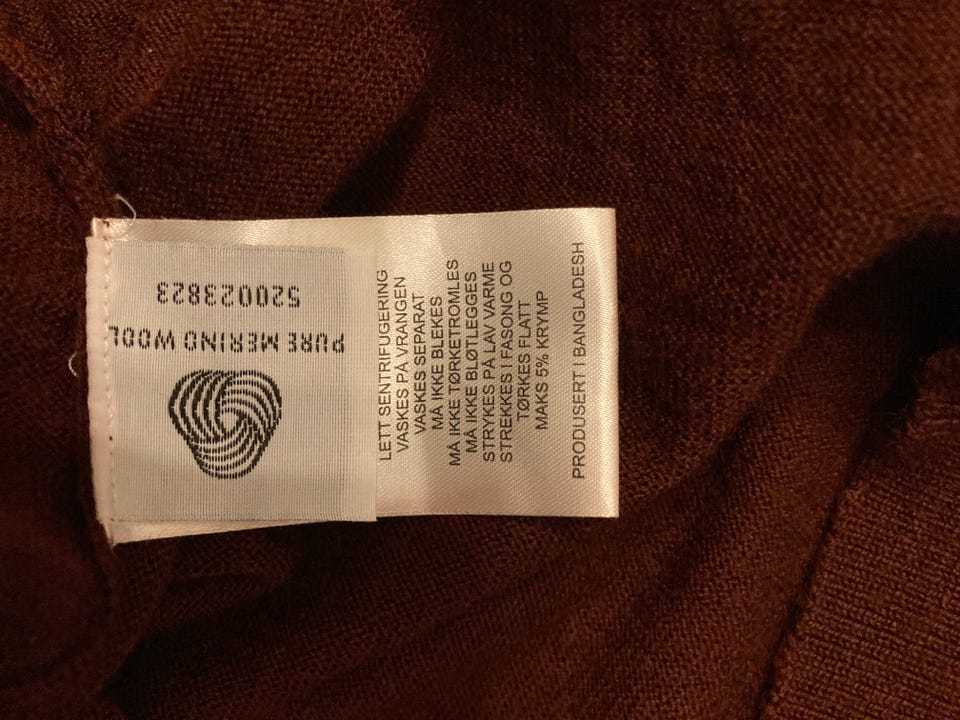 PURE MERINO WOOL
520023823
LETT SENTRIFUGERING
VASKES PÅ VRANGEN
VASKES SEPARAT
MÅ IKKE BLEKES
MÅ IKKE TØRKETROMLES
MÅ IKKE BLØTLEGGES
STRYKES PÅ LAV VARME
STREKKES I FASONG OG
TØRKES FLATT
MAKS 5% KRYMP
PRODUSERT I BANGLADESH